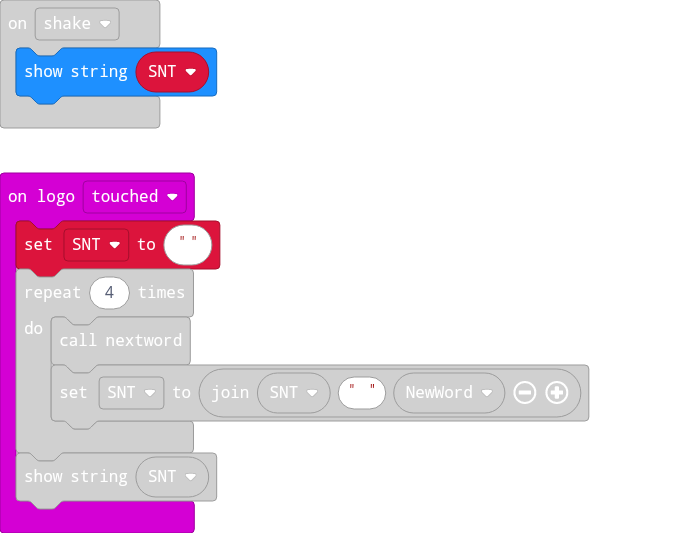 on shake
show string SNT
on logo touched
set SNT to " "
repeat 4 times
do
call nextword
set SNT to join SNT " " NewWord
show string SNT